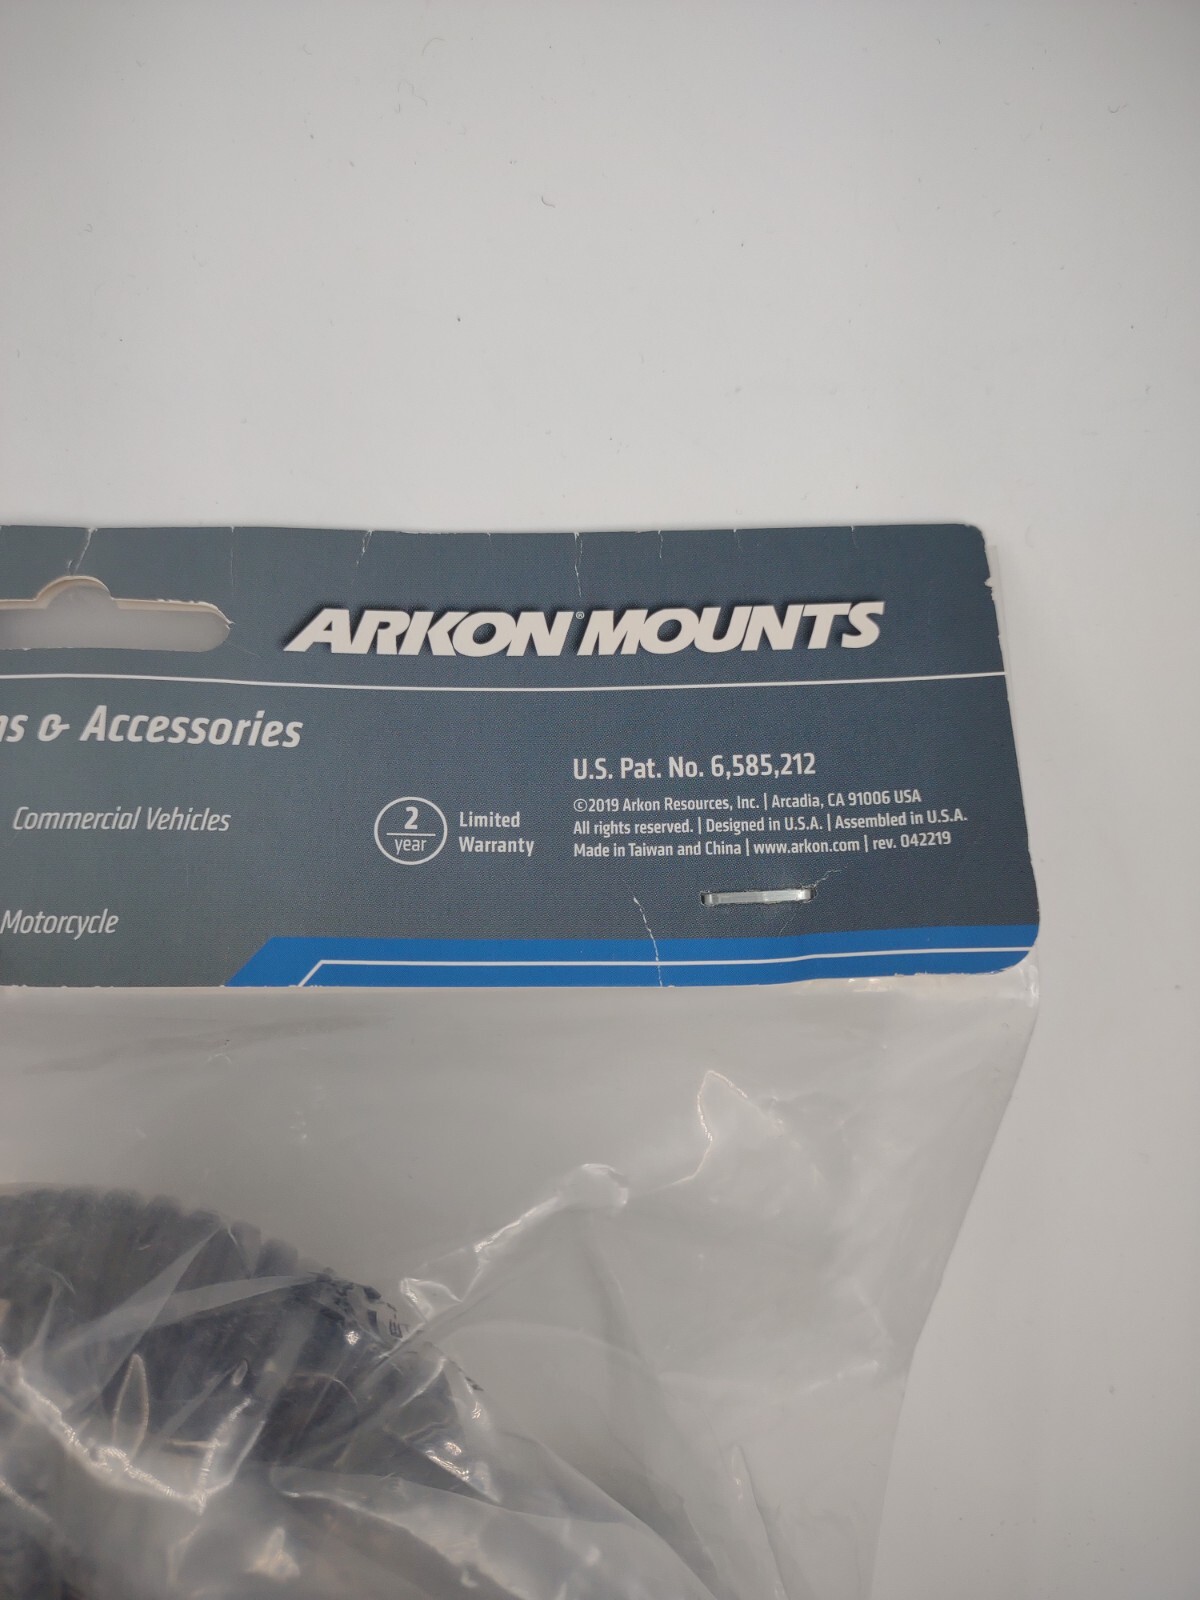 ARKON® MOUNTS
& Accessories
U.S. Pat. No. 6,585,212
©2019 Arkon Resources, Inc. | Arcadia, CA 91006 USA
All rights reserved. | Designed in U.S.A. | Assembled in U.S.A.
Made in Taiwan and China | www.arkon.com | rev. 042219
Commercial Vehicles
2
year
Limited
Warranty
Motorcycle